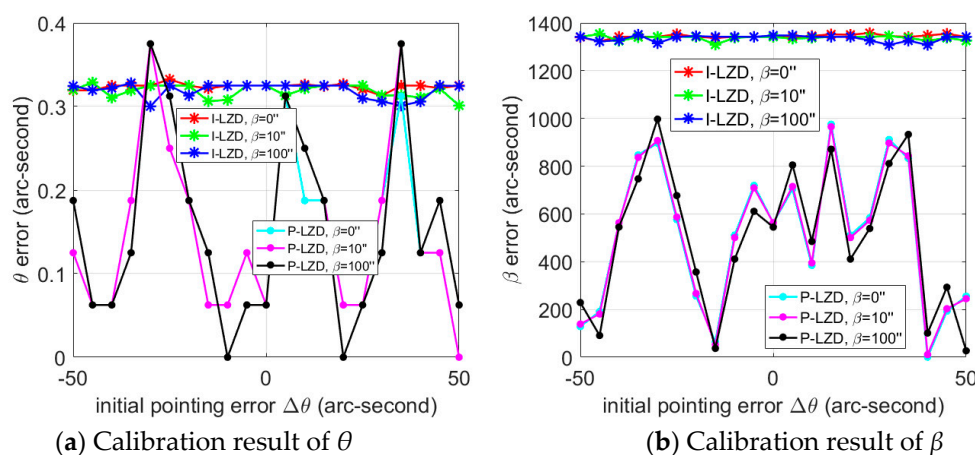 0.4
0.3
0.2
0.1
0
θ error (arc-second)
I-LZD, β=0"
I-LZD, β=10"
I-LZD, β=100"
P-LZD, β=0"
P-LZD, β=10"
P-LZD, β=100"
-50 0 50
initial pointing error Δθ (arc-second)
(a) Calibration result of θ
1400
1200
1000
800
600
400
200
0
β error (arc-second)
I-LZD, β=0"
I-LZD, β=10"
I-LZD, β=100"
P-LZD, β=0"
P-LZD, β=10"
P-LZD, β=100"
-50 0 50
initial pointing error Δθ (arc-second)
(b) Calibration result of β